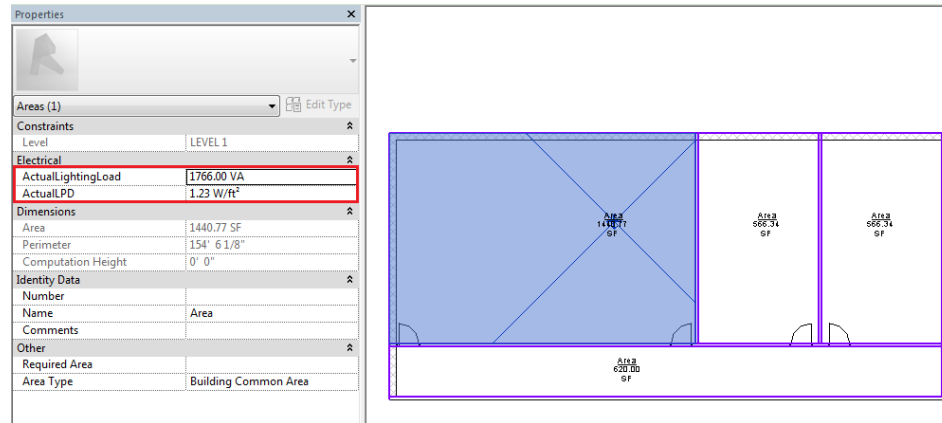 Properties
Areas (1)
Edit Type
Constraints
Level LEVEL 1
Electrical
ActualLightingLoad 1766.00 VA
ActualLPD 1.23 W/ft²
Dimensions
Area 1440.77 SF
Perimeter 154' 6 1/8"
Computation Height 0' 0"
Identity Data
Number
Name Area
Comments
Other
Required Area
Area Type Building Common Area
Area
1440.77
SF
Area
566.34
SF
Area
566.34
SF
Area
620.00
SF